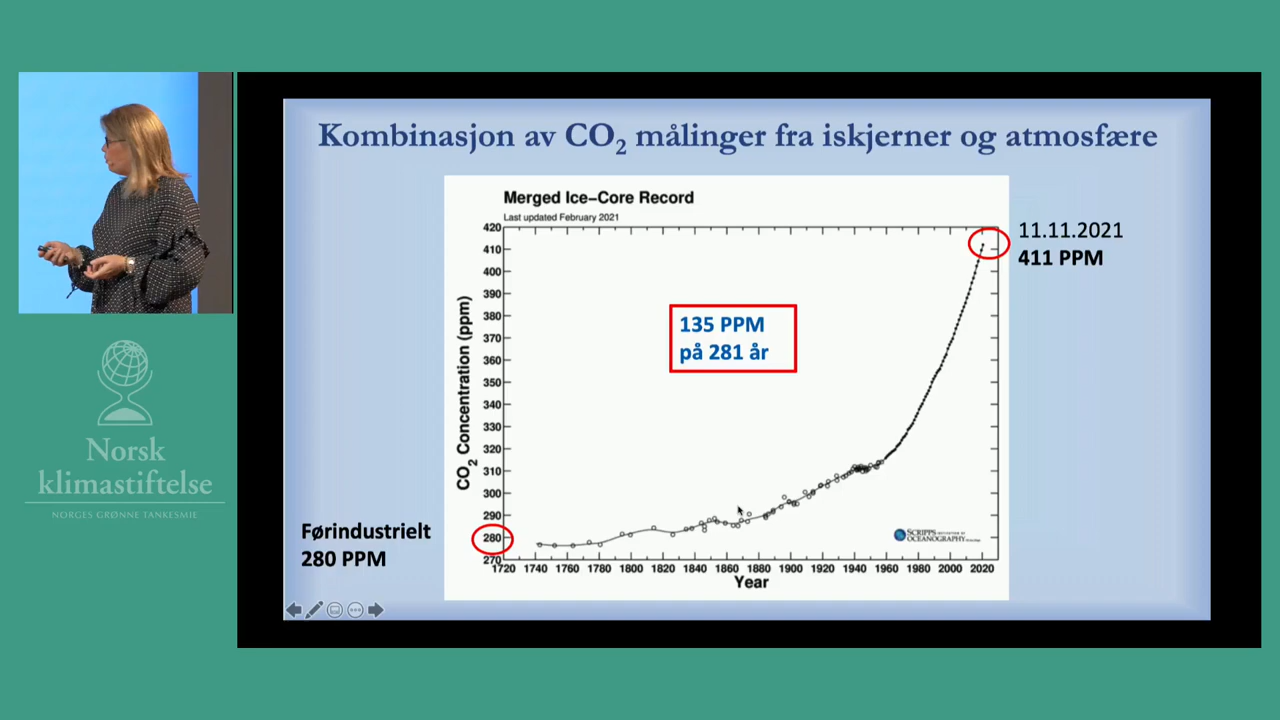 Kombinasjon av CO2 målinger fra iskjerner og atmosfære
Merged Ice-Core Record
Last updated February 2021
420
410
400
390
380
370
360
350
340
330
320
310
300
290
280
270
CO2 Concentration (ppm)
1720 1740 1760 1780 1800 1820 1840 1860 1880 1900 1920 1940 1960 1980 2000 2020
Year
135 PPM
på 281 år
11.11.2021
411 PPM
Førindustrielt
280 PPM
SCRIPPS INSTITUTION OF
OCEANOGRAPHY
Norsk
klimastiftelse
NORGES GRØNNE TANKESMIE